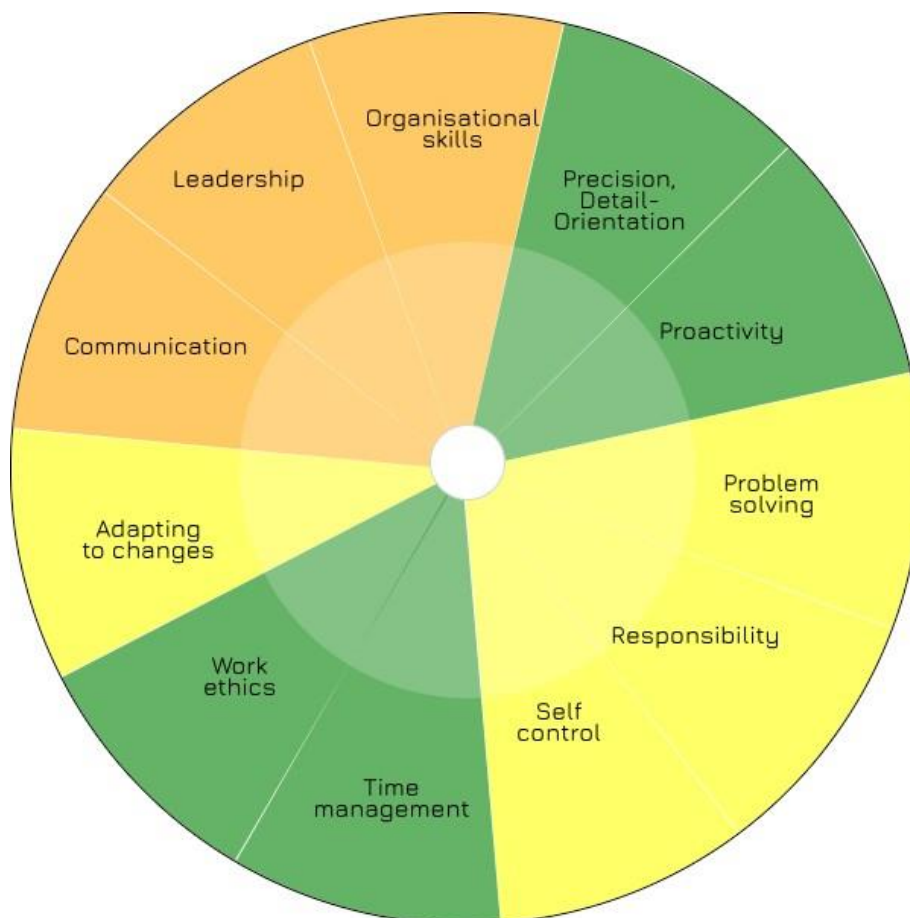 Organisational
skills
Precision,
Detail-
Orientation
Proactivity
Problem
solving
Responsibility
Self
control
Time
management
Work
ethics
Adapting
to changes
Communication
Leadership